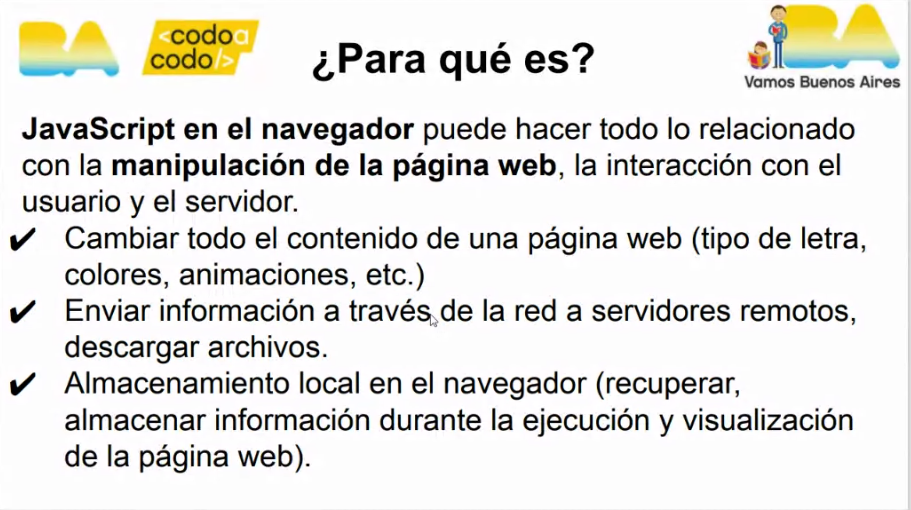 BA
<codo a
codo/>
¿Para qué es?
BA
Vamos Buenos Aires
JavaScript en el navegador puede hacer todo lo relacionado
con la manipulación de la página web, la interacción con el
usuario y el servidor.
✔ Cambiar todo el contenido de una página web (tipo de letra,
colores, animaciones, etc.)
✔ Enviar información a través de la red a servidores remotos,
descargar archivos.
✔ Almacenamiento local en el navegador (recuperar,
almacenar información durante la ejecución y visualización
de la página web).